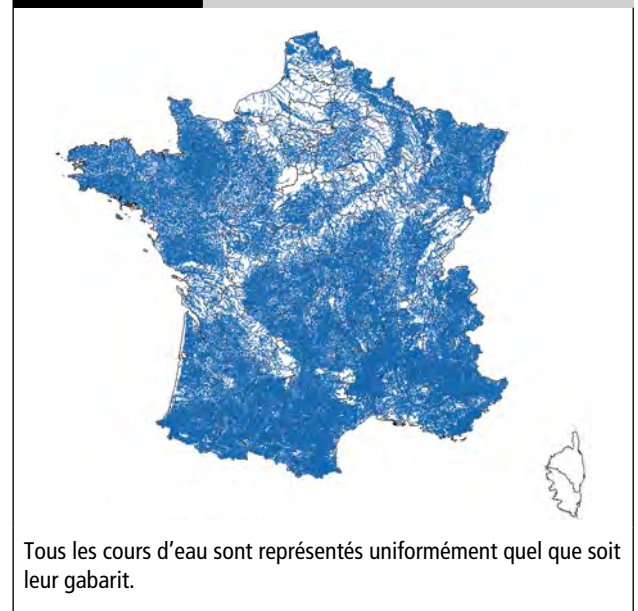 Tous les cours d'eau sont représentés uniformément quel que soit
leur gabarit.